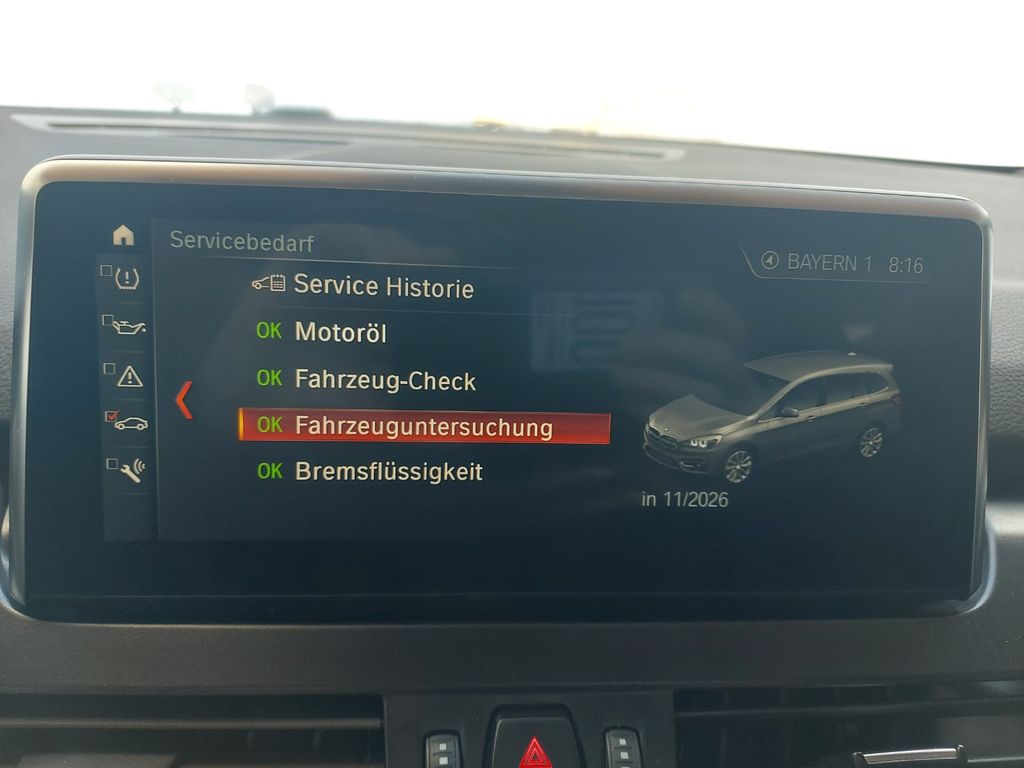 Servicebedarf
BAYERN 1 8:16
Service Historie
OK Motoröl
OK Fahrzeug-Check
OK Fahrzeuguntersuchung
OK Bremsflüssigkeit
in 11/2026